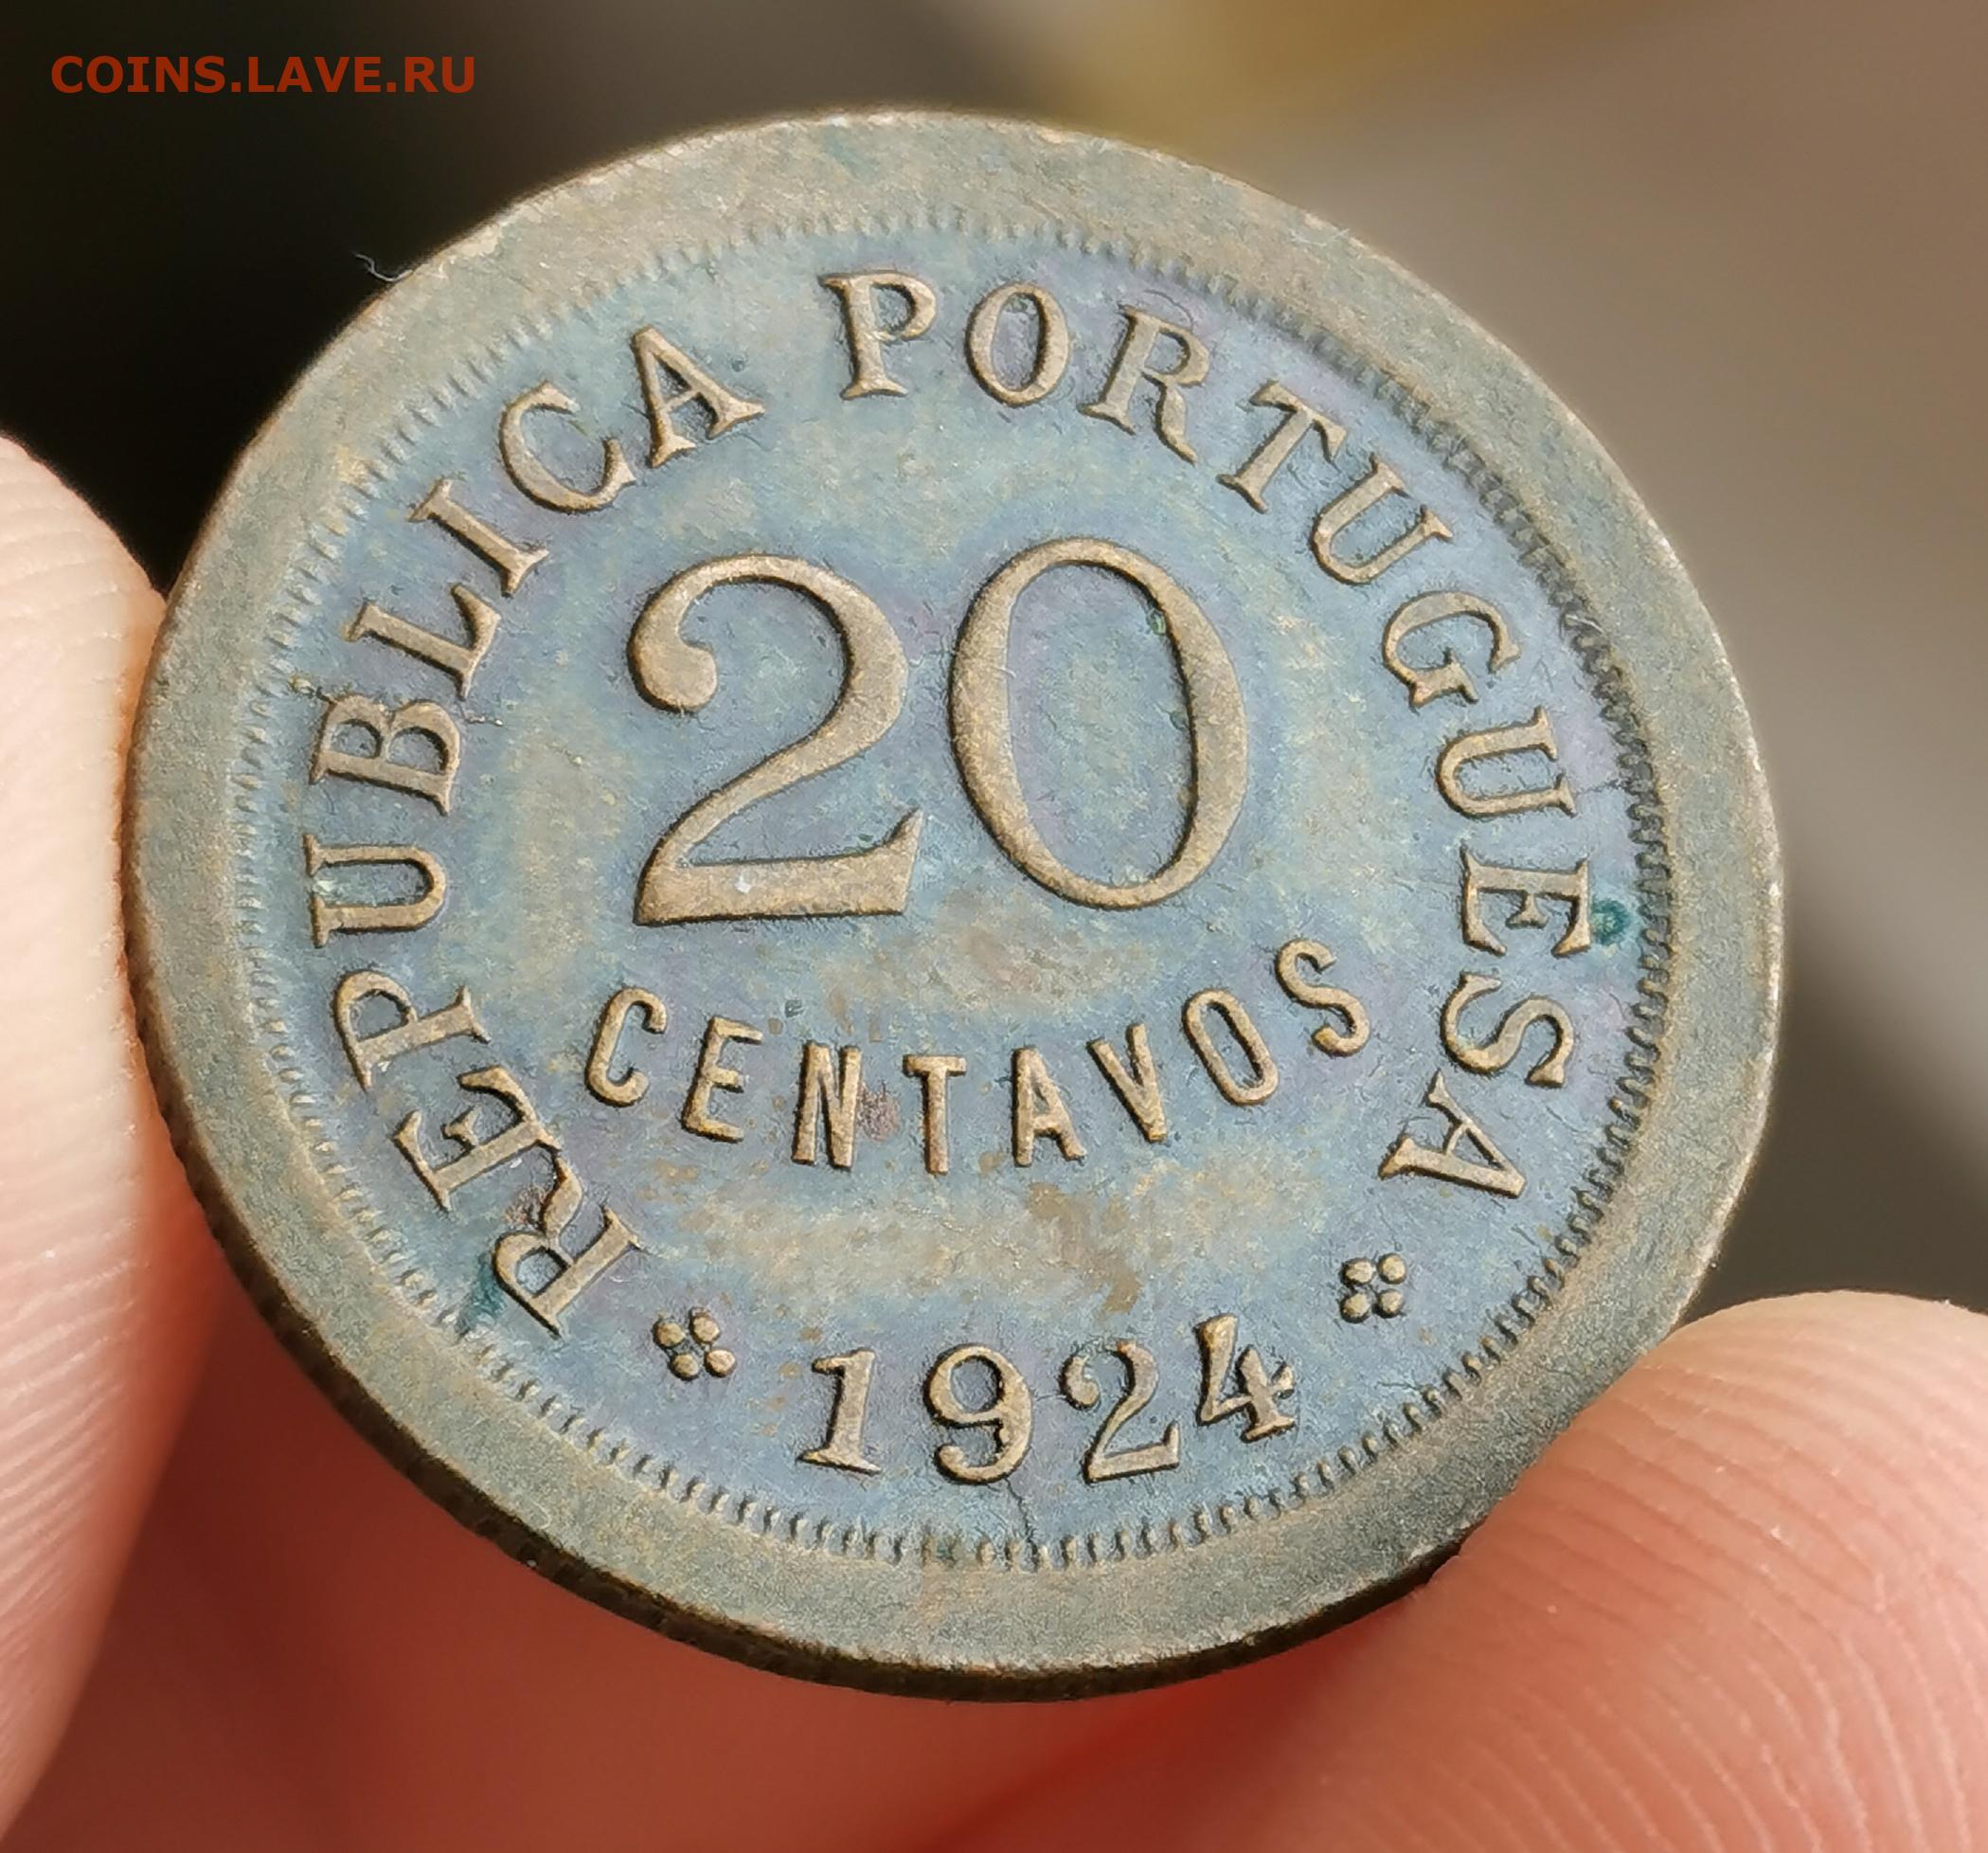 COINS.LAVE.RU
REPUBLICA PORTUGUESA
20
CENTAVOS
1924